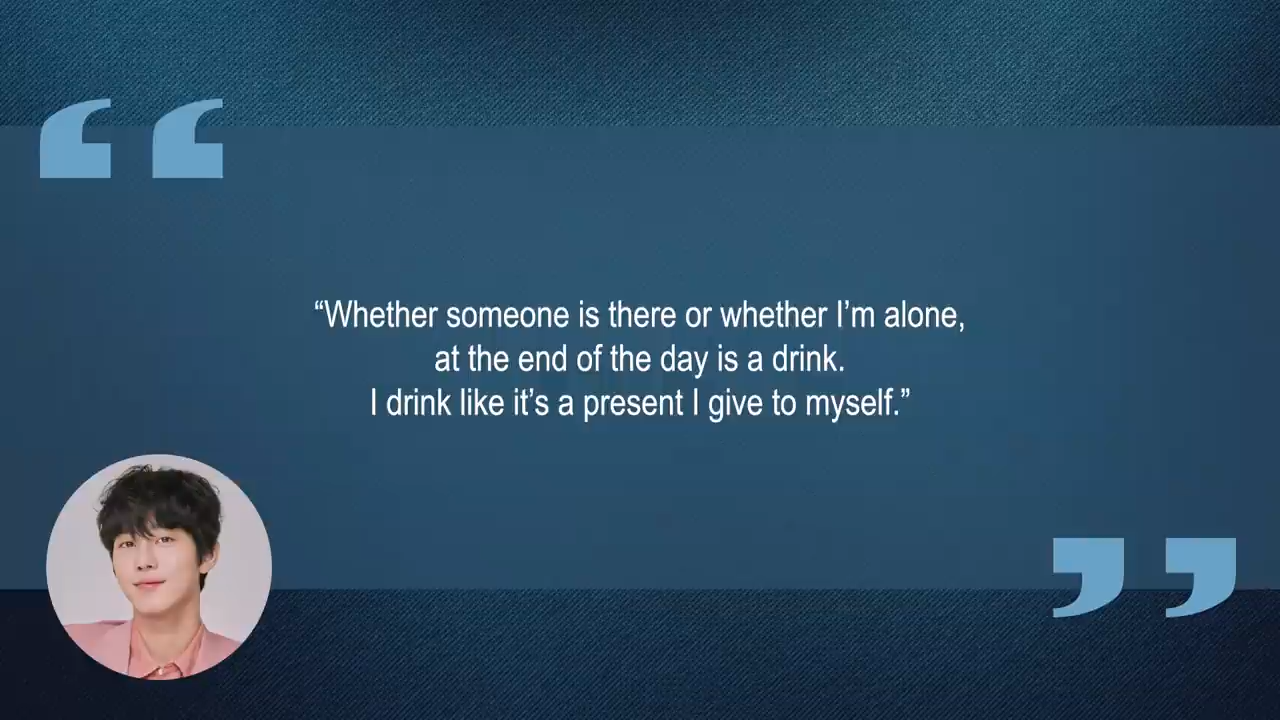 “Whether someone is there or whether I’m alone,
at the end of the day is a drink.
I drink like it’s a present I give to myself.”